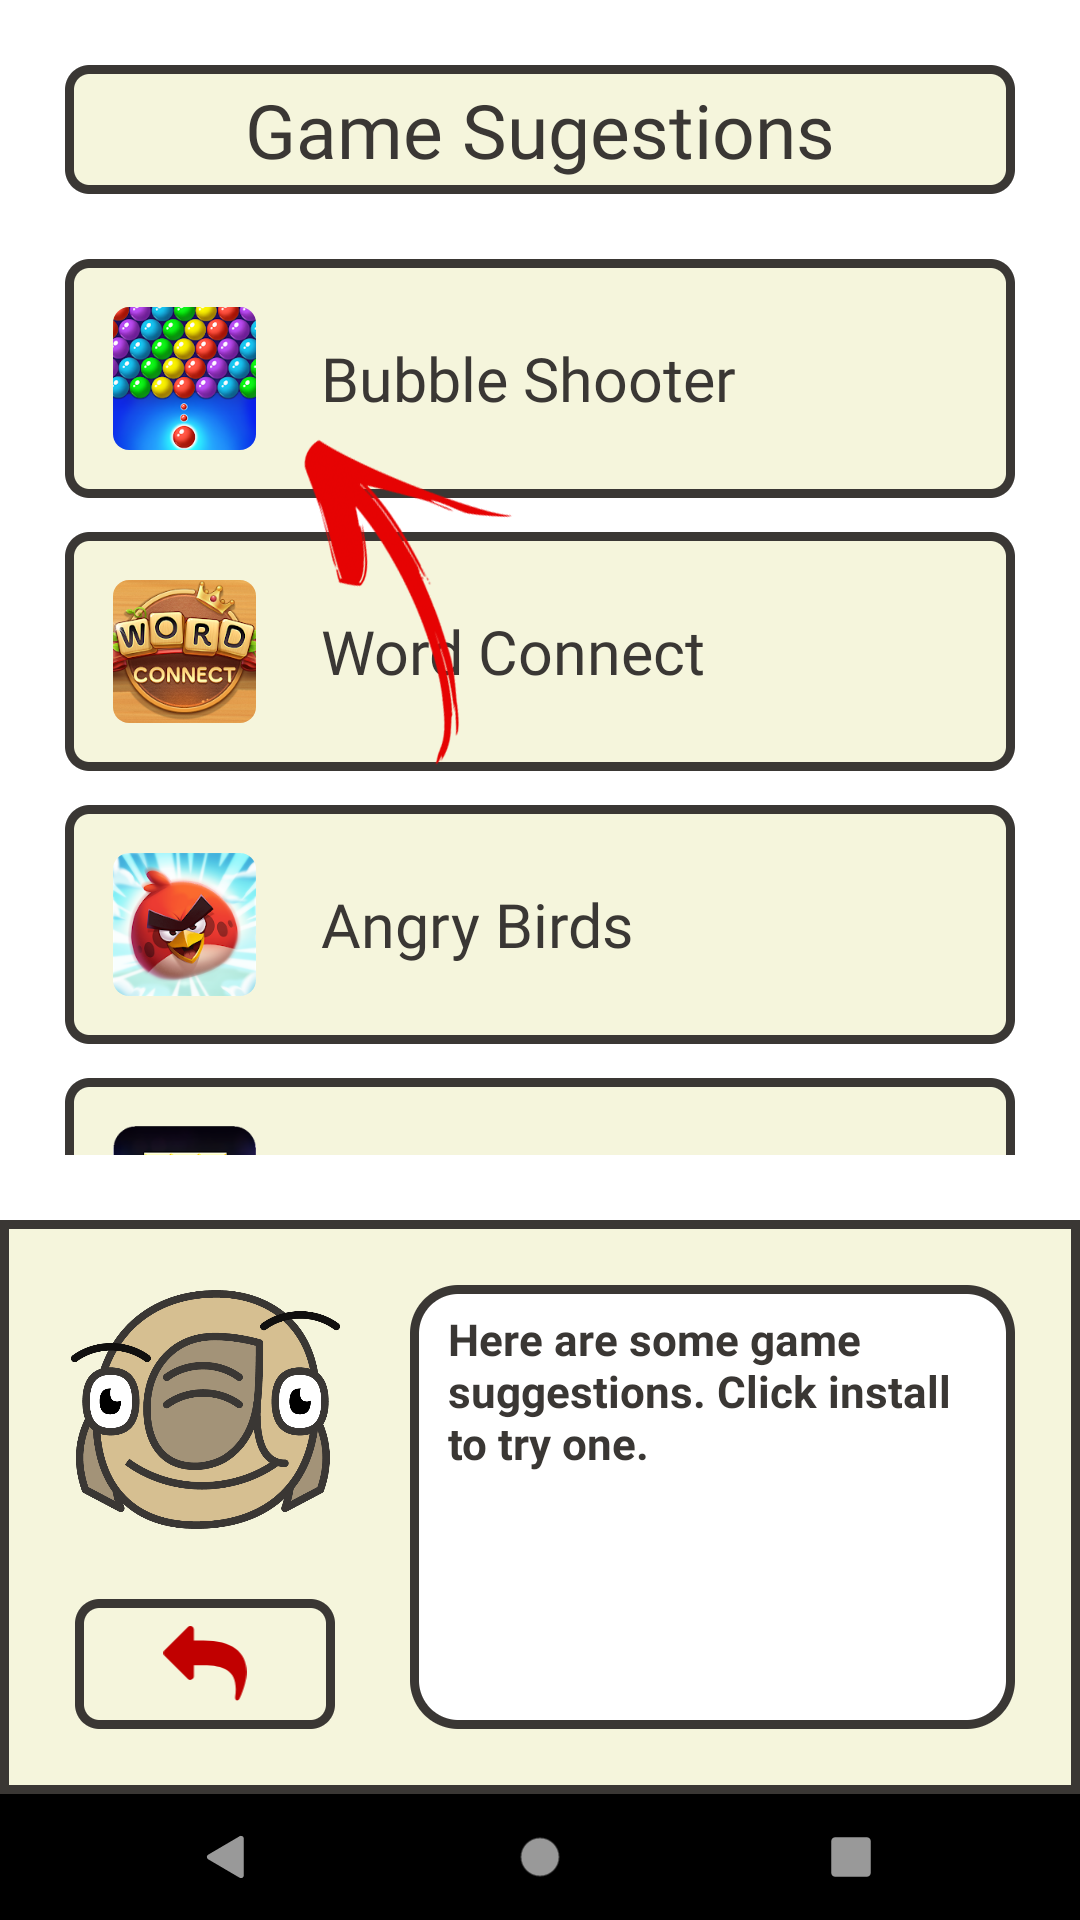 Game Sugestions
Bubble Shooter
WORD
CONNECT
Word Connect
Angry Birds
Here are some game
suggestions. Click install
to try one.